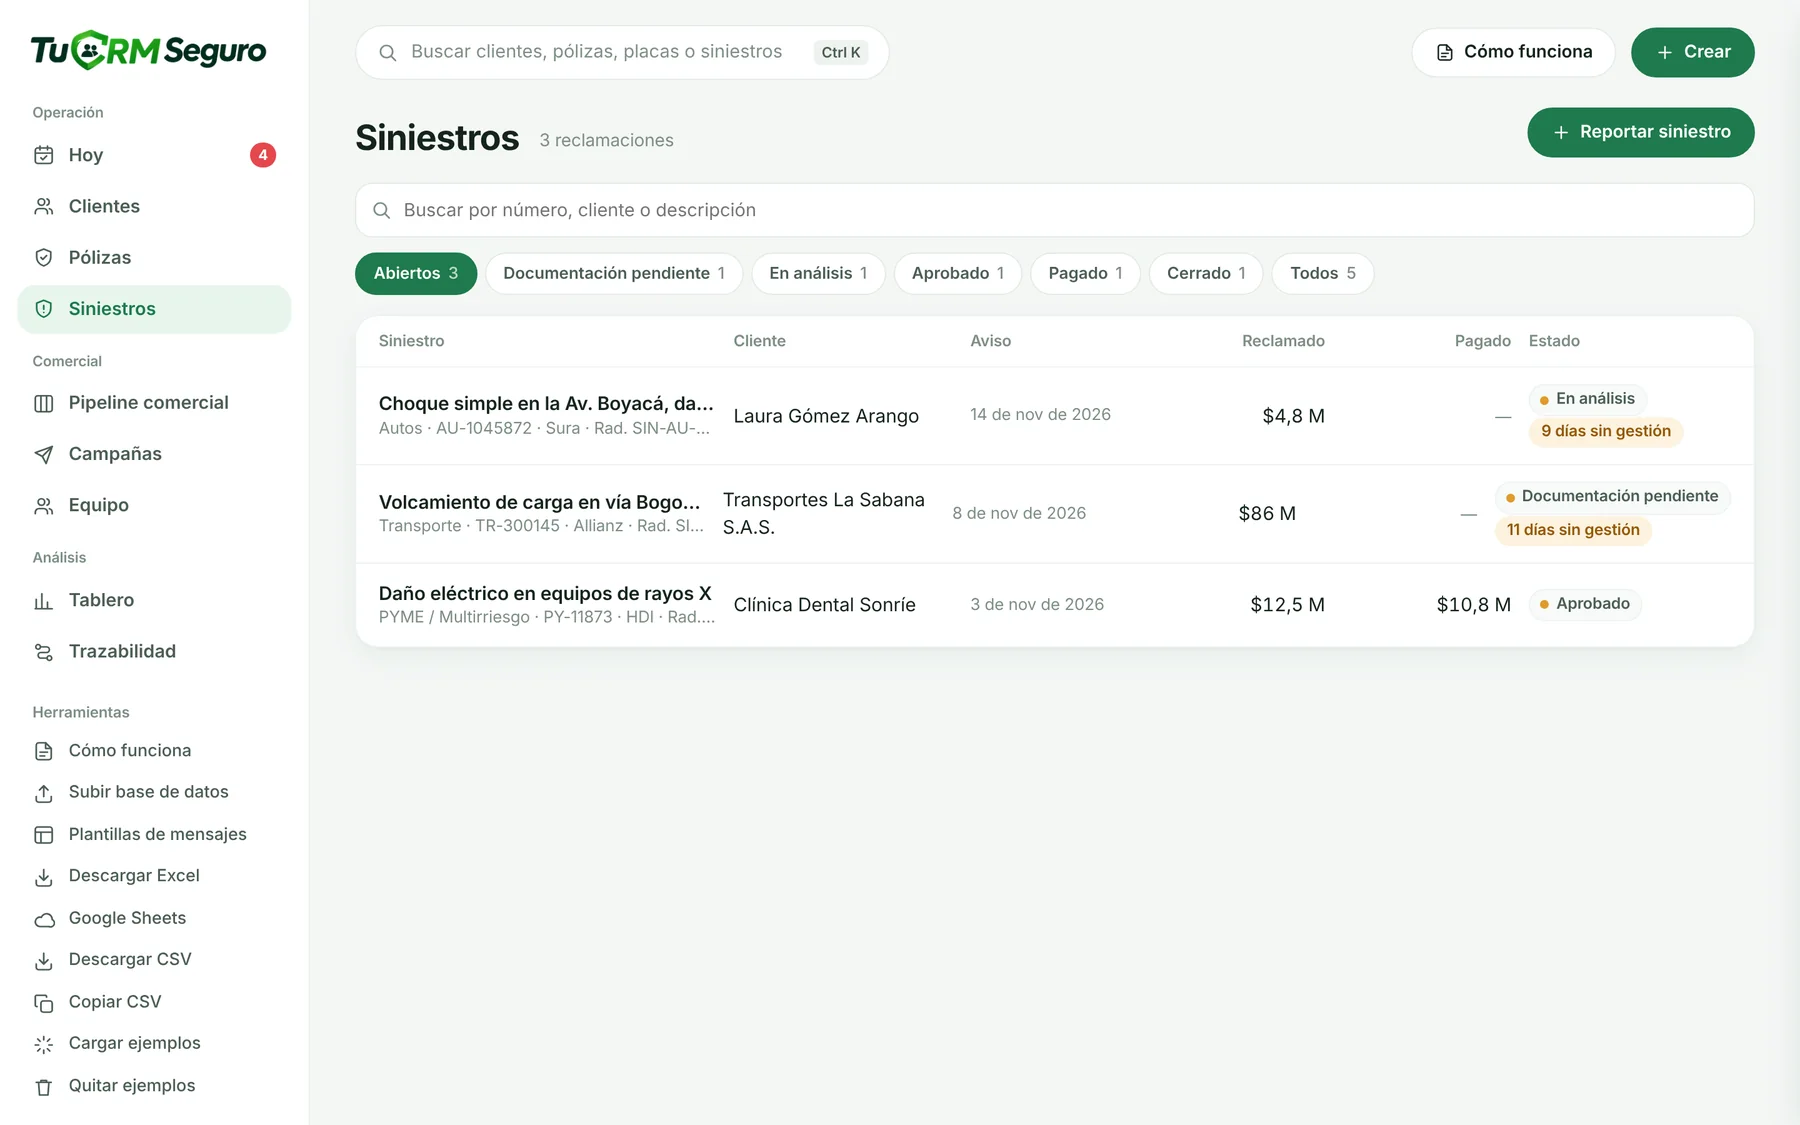 TuCRM Seguro
Operación
Hoy 4
Clientes
Pólizas
Siniestros
Comercial
Pipeline comercial
Campañas
Equipo
Análisis
Tablero
Trazabilidad
Herramientas
Cómo funciona
Subir base de datos
Plantillas de mensajes
Descargar Excel
Google Sheets
Descargar CSV
Copiar CSV
Cargar ejemplos
Quitar ejemplos
Buscar clientes, pólizas, placas o siniestros Ctrl K
Cómo funciona
+ Crear
Siniestros 3 reclamaciones
+ Reportar siniestro
Buscar por número, cliente o descripción
Abiertos 3 Documentación pendiente 1 En análisis 1 Aprobado 1 Pagado 1 Cerrado 1 Todos 5
Siniestro Cliente Aviso Reclamado Pagado Estado
Choque simple en la Av. Boyacá, da...
Autos · AU-1045872 · Sura · Rad. SIN-AU-...
Laura Gómez Arango
14 de nov de 2026
$4,8 M
—
En análisis
9 días sin gestión
Volcamiento de carga en vía Bogo...
Transporte · TR-300145 · Allianz · Rad. SI...
Transportes La Sabana
S.A.S.
8 de nov de 2026
$86 M
—
Documentación pendiente
11 días sin gestión
Daño eléctrico en equipos de rayos X
PYME / Multirriesgo · PY-11873 · HDI · Rad....
Clínica Dental Sonríe
3 de nov de 2026
$12,5 M
$10,8 M
Aprobado